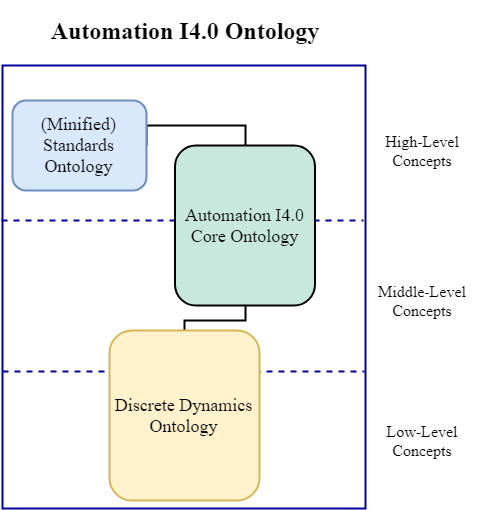 Automation I4.0 Ontology
(Minified)
Standards
Ontology
High-Level
Concepts
Automation I4.0
Core Ontology
Middle-Level
Concepts
Discrete Dynamics
Ontology
Low-Level
Concepts